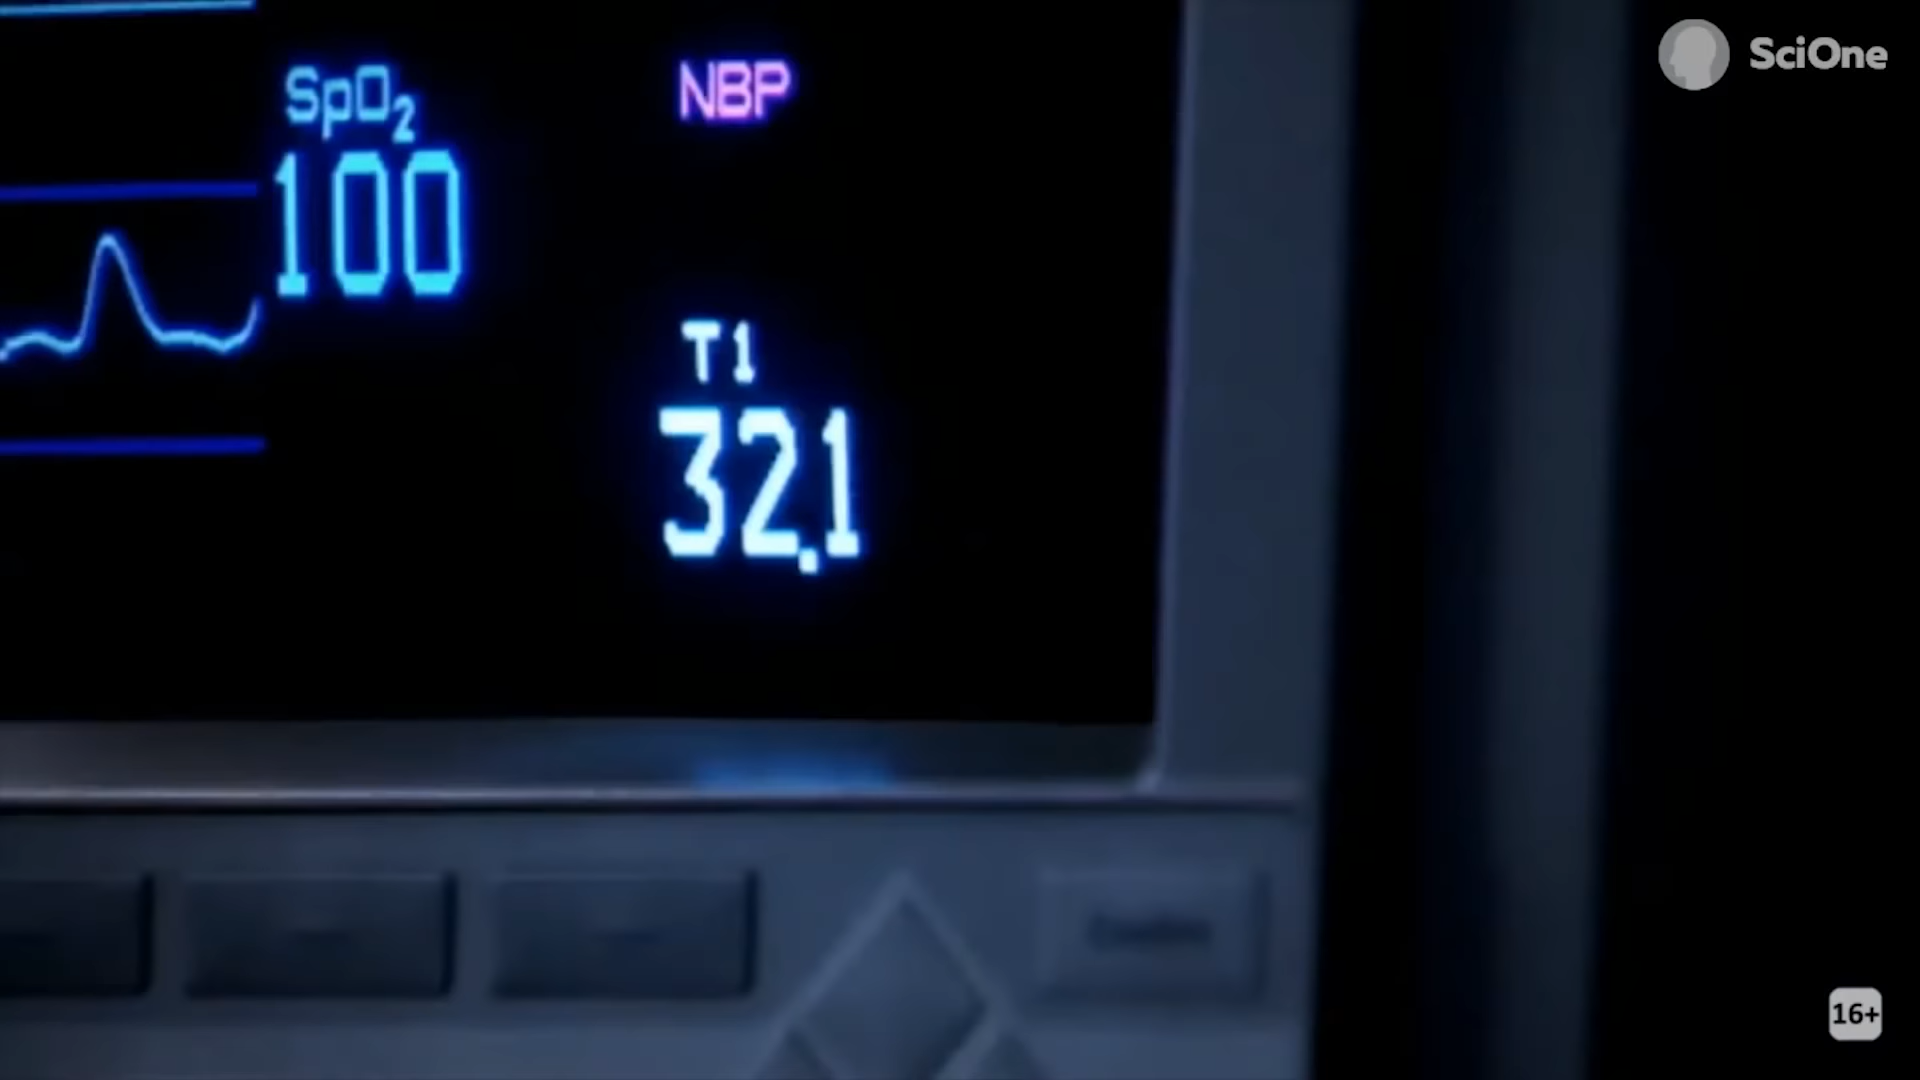 SciOne
SpO₂
NBP
100
T1
32.1
16+